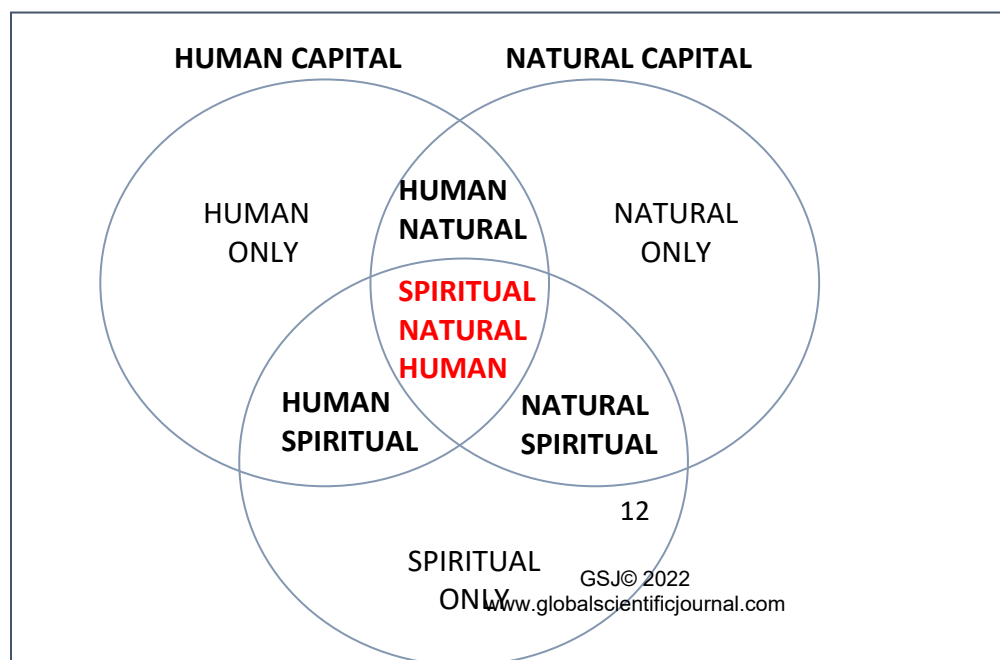 HUMAN CAPITAL
NATURAL CAPITAL
HUMAN
ONLY
HUMAN
NATURAL
NATURAL
ONLY
SPIRITUAL
NATURAL
HUMAN
HUMAN
SPIRITUAL
NATURAL
SPIRITUAL
12
SPIRITUAL
ONLY
GSJ© 2022
www.globalscientificjournal.com